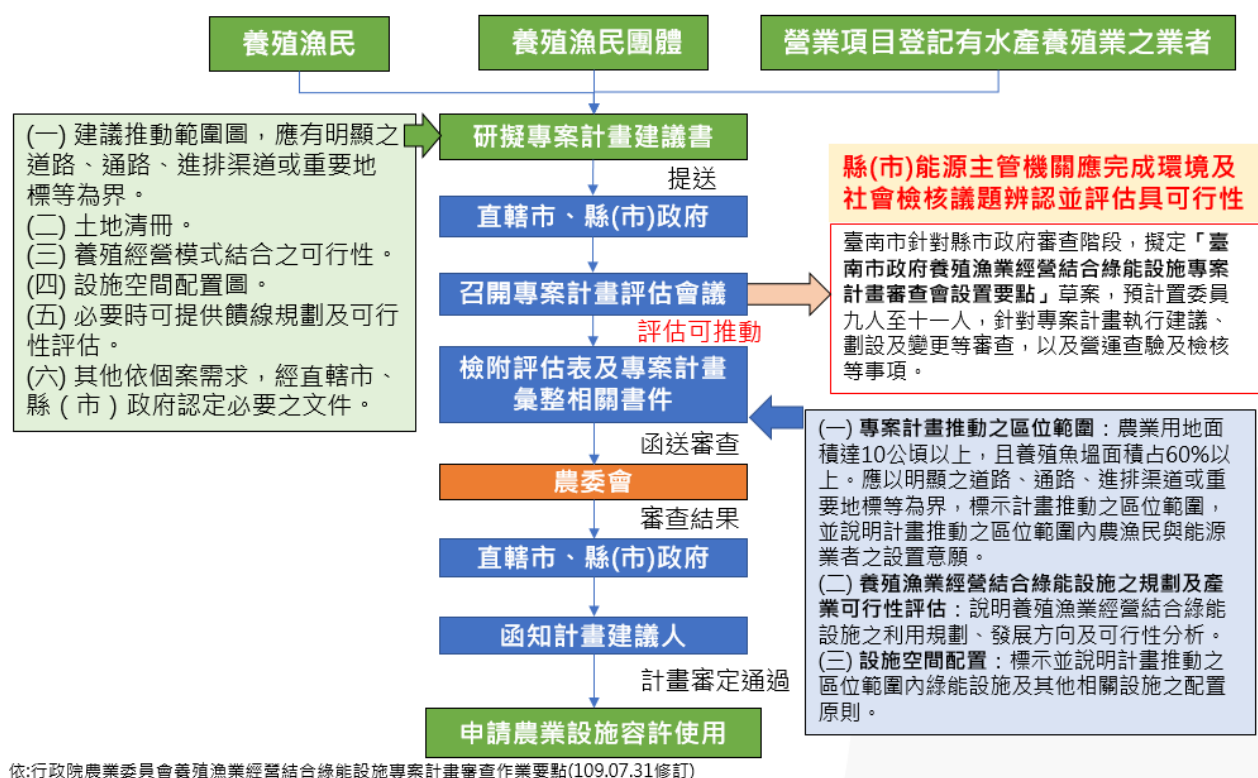 養殖漁民
養殖漁民團體
營業項目登記有水產養殖業之業者
(一) 建議推動範圍圖，應有明顯之
道路、通路、進排渠道或重要地
標等為界。
(二) 土地清冊。
(三) 養殖經營模式結合之可行性。
(四) 設施空間配置圖。
(五) 必要時可提供饋線規劃及可行
性評估。
(六) 其他依個案需求，經直轄市、
縣（市）政府認定必要之文件。
研擬專案計畫建議書
提送
直轄市、縣(市)政府
召開專案計畫評估會議
評估可推動
縣(市)能源主管機關應完成環境及
社會檢核議題辨認並評估具可行性
臺南市針對縣市政府審查階段，擬定「臺
南市政府養殖漁業經營結合綠能設施專案
計畫審查會設置要點」草案，預計置委員
九人至十一人，針對專案計畫執行建議、
劃設及變更等審查，以及營運查驗及檢核
等事項。
檢附評估表及專案計畫
彙整相關書件
函送審查
(一) 專案計畫推動之區位範圍：農業用地面
積達10公頃以上，且養殖魚塭面積占60%以
上。應以明顯之道路、通路、進排渠道或重
要地標等為界，標示計畫推動之區位範圍，
並說明計畫推動之區位範圍內農漁民與能源
業者之設置意願。
(二) 養殖漁業經營結合綠能設施之規劃及產
業可行性評估：說明養殖漁業經營結合綠能
設施之利用規劃、發展方向及可行性分析。
(三) 設施空間配置：標示並說明計畫推動之
區位範圍內綠能設施及其他相關設施之配置
原則。
農委會
審查結果
直轄市、縣(市)政府
函知計畫建議人
計畫審定通過
申請農業設施容許使用
依:行政院農業委員會養殖漁業經營結合綠能設施專案計畫審查作業要點(109.07.31修訂)